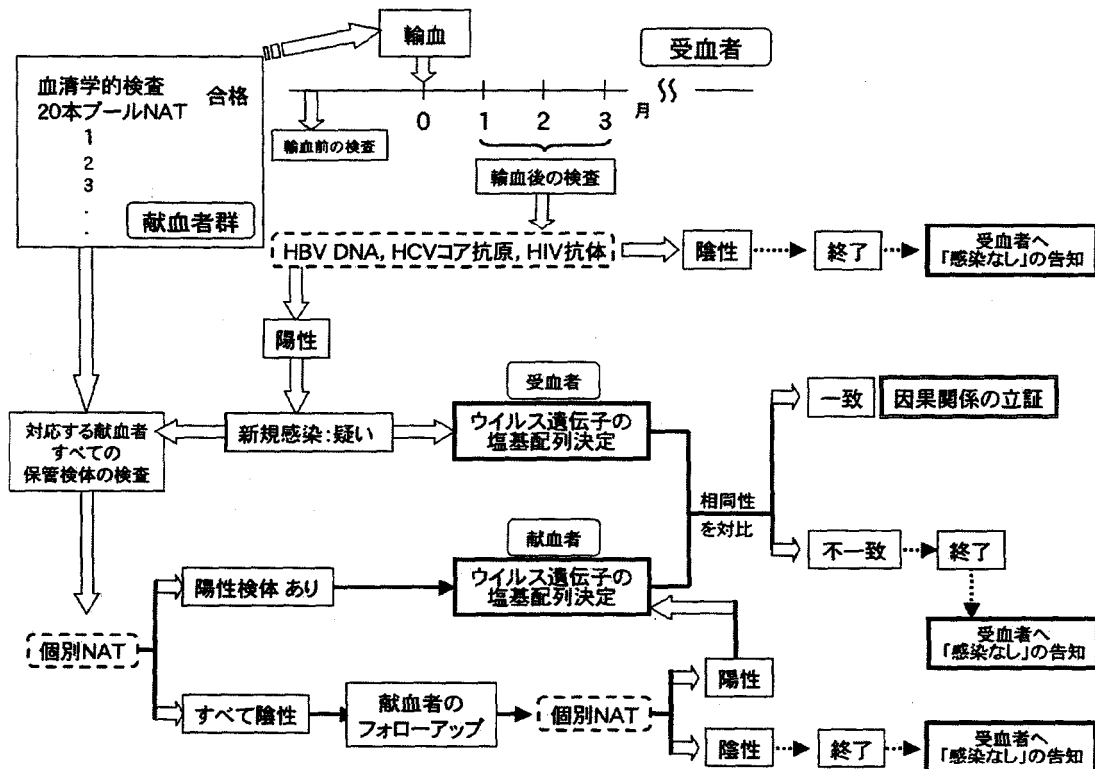 輸血
受血者
血清学的検査
20本プールNAT
合格
1
2
3
.
.
献血者群
0
1
2
3
月
輸血前の検査
輸血後の検査
HBV DNA, HCVコア抗原, HIV抗体
陰性
終了
受血者へ
「感染なし」の告知
陽性
受血者
一致
因果関係の立証
対応する献血者
すべての
保管検体の検査
新規感染:疑い
ウイルス遺伝子の
塩基配列決定
相同性
を対比
献血者
不一致
終了
陽性検体 あり
ウイルス遺伝子の
塩基配列決定
個別NAT
受血者へ
「感染なし」の告知
陽性
すべて陰性
献血者の
フォローアップ
個別NAT
陰性
終了
受血者へ
「感染なし」の告知